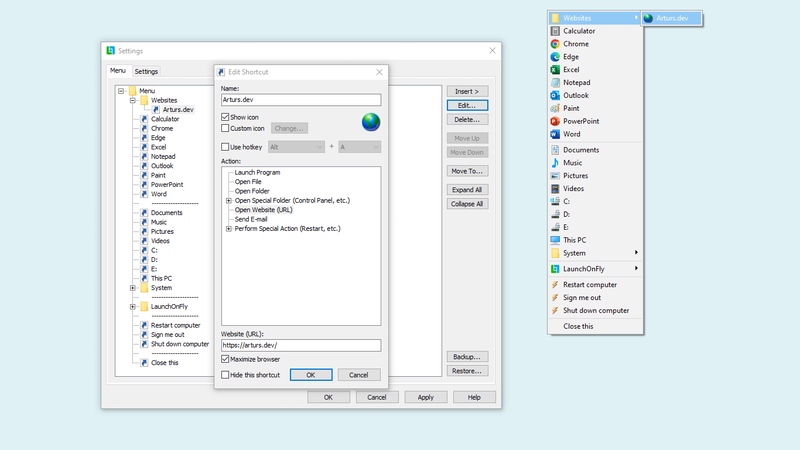 Settings
Menu
Settings
Menu
Websites
Arturs.dev
Calculator
Chrome
Edge
Excel
Notepad
Outlook
Paint
PowerPoint
Word
--------------------
Documents
Music
Pictures
Videos
C:
D:
E:
This PC
System
--------------------
LaunchOnFly
--------------------
Restart computer
Sign me out
Shut down computer
--------------------
Close this
Edit Shortcut
Name:
Arturs.dev
Show icon
Custom icon
Change...
Use hotkey
Alt
+
A
Action:
Launch Program
Open File
Open Folder
Open Special Folder (Control Panel, etc.)
Open Website (URL)
Send E-mail
Perform Special Action (Restart, etc.)
Website (URL):
https://arturs.dev/
Maximize browser
Hide this shortcut
OK
Cancel
Insert >
Edit...
Delete...
Move Up
Move Down
Move To...
Expand All
Collapse All
Backup...
Restore...
OK
Cancel
Apply
Help
Websites
Arturs.dev
Calculator
Chrome
Edge
Excel
Notepad
Outlook
Paint
PowerPoint
Word
Documents
Music
Pictures
Videos
C:
D:
E:
This PC
System
LaunchOnFly
Restart computer
Sign me out
Shut down computer
Close this